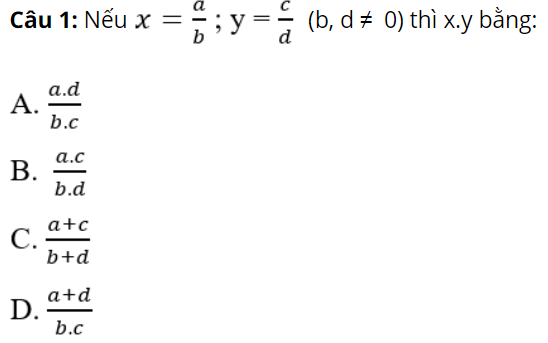 Câu 1: Nếu x = a/b ; y = c/d (b, d ≠ 0) thì x.y bằng:
A. a.d/b.c
B. a.c/b.d
C. a+c/b+d
D. a+d/b.c